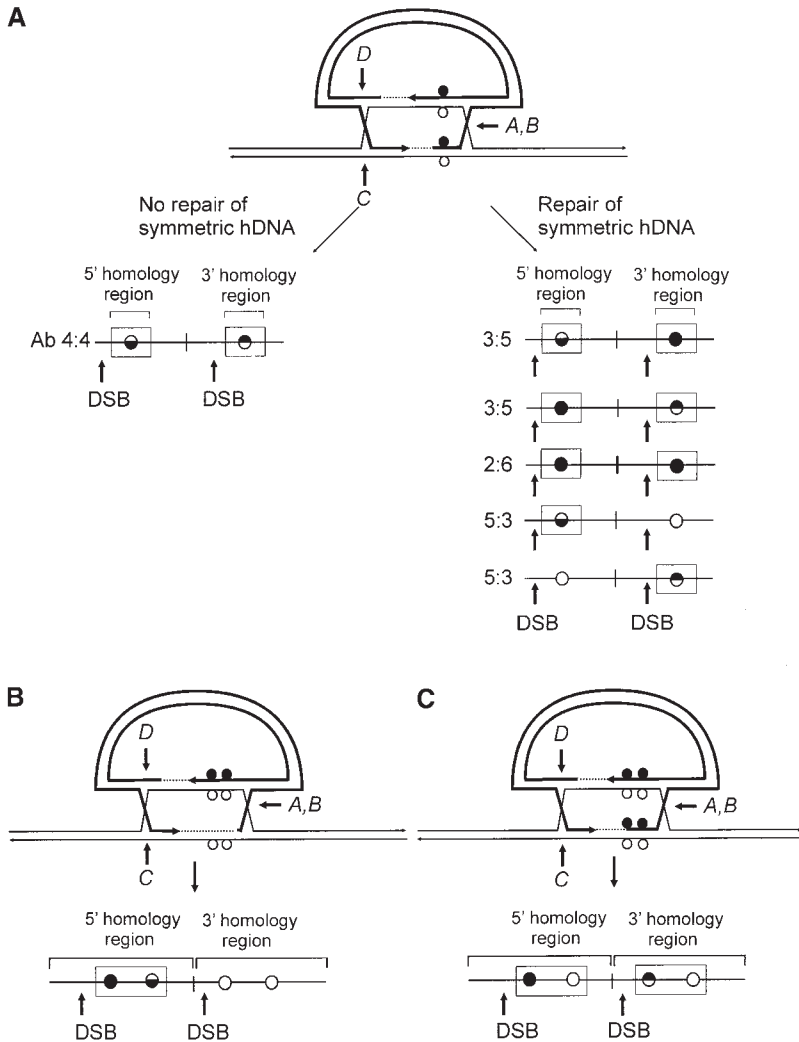 A
D
A,B
C
No repair of
symmetric hDNA
Repair of
symmetric hDNA
5' homology
region
3' homology
region
Ab 4:4
DSB
DSB
5' homology
region
3' homology
region
3:5
3:5
2:6
5:3
5:3
DSB
DSB
B
D
A,B
C
5' homology
region
3' homology
region
DSB
DSB
C
D
A,B
C
5' homology
region
3' homology
region
DSB
DSB